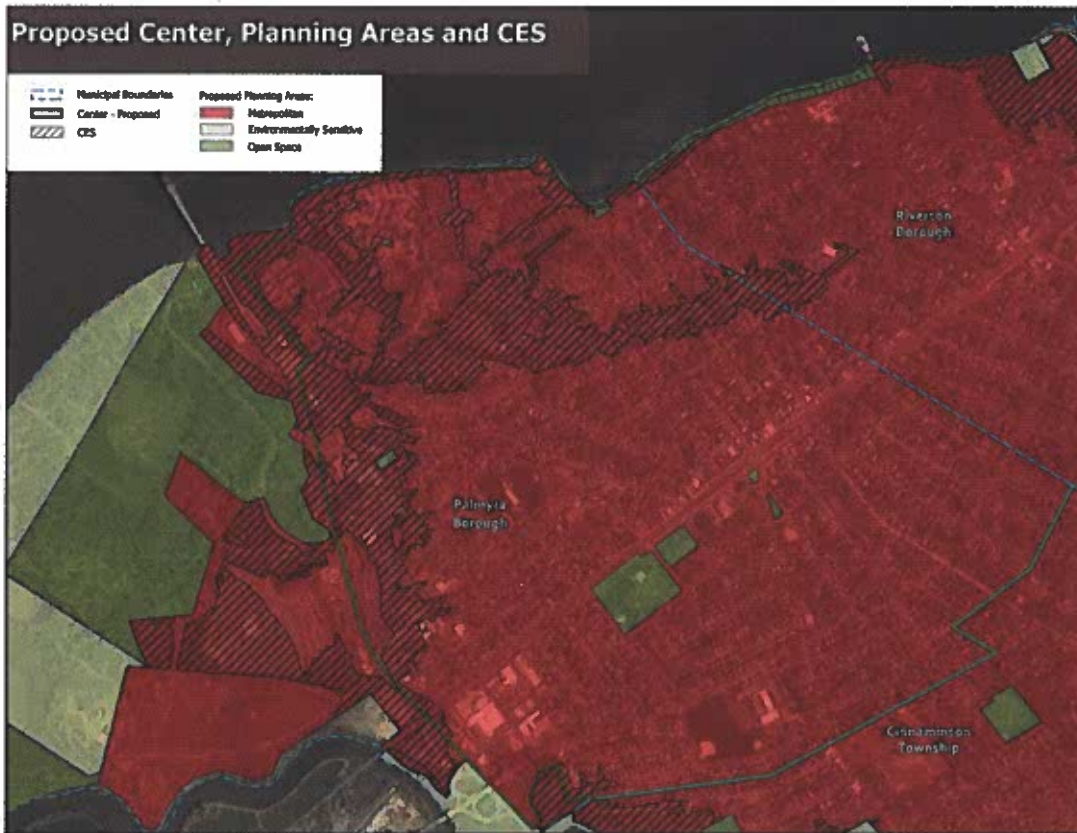 Proposed Center, Planning Areas and CES
Municipal Boundaries
Center - Proposed
CES
Proposed Planning Areas:
Metropolitan
Environmentally Sensitive
Open Space
Riverton
Borough
Palmyra
Borough
Cinnaminson
Township